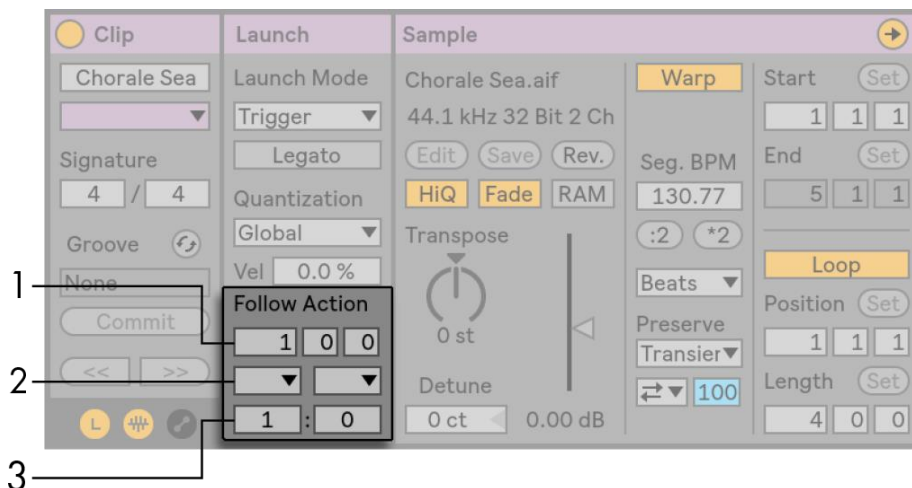 Clip
Chorale Sea
Signature
4 / 4
Groove
None
Commit
<< >>
L
Launch
Launch Mode
Trigger
Legato
Quantization
Global
Vel 0.0 %
Follow Action
1 0 0
1 : 0
Sample
Chorale Sea.aif
44.1 kHz 32 Bit 2 Ch
Edit Save Rev.
HiQ Fade RAM
Transpose
0 st
Detune
0 ct 0.00 dB
Warp
Seg. BPM
130.77
:2 *2
Beats
Preserve
Transier
100
Start Set
1 1 1
End Set
5 1 1
Loop
Position Set
1 1 1
Length Set
4 0 0
1
2
3